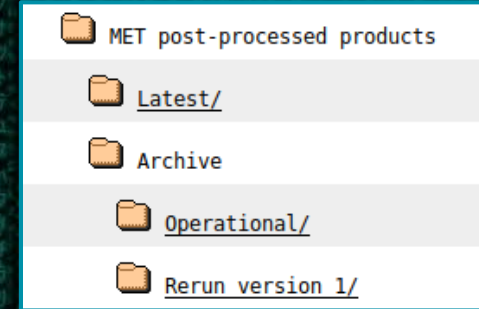 MET post-processed products
Latest/
Archive
Operational/
Rerun version 1/